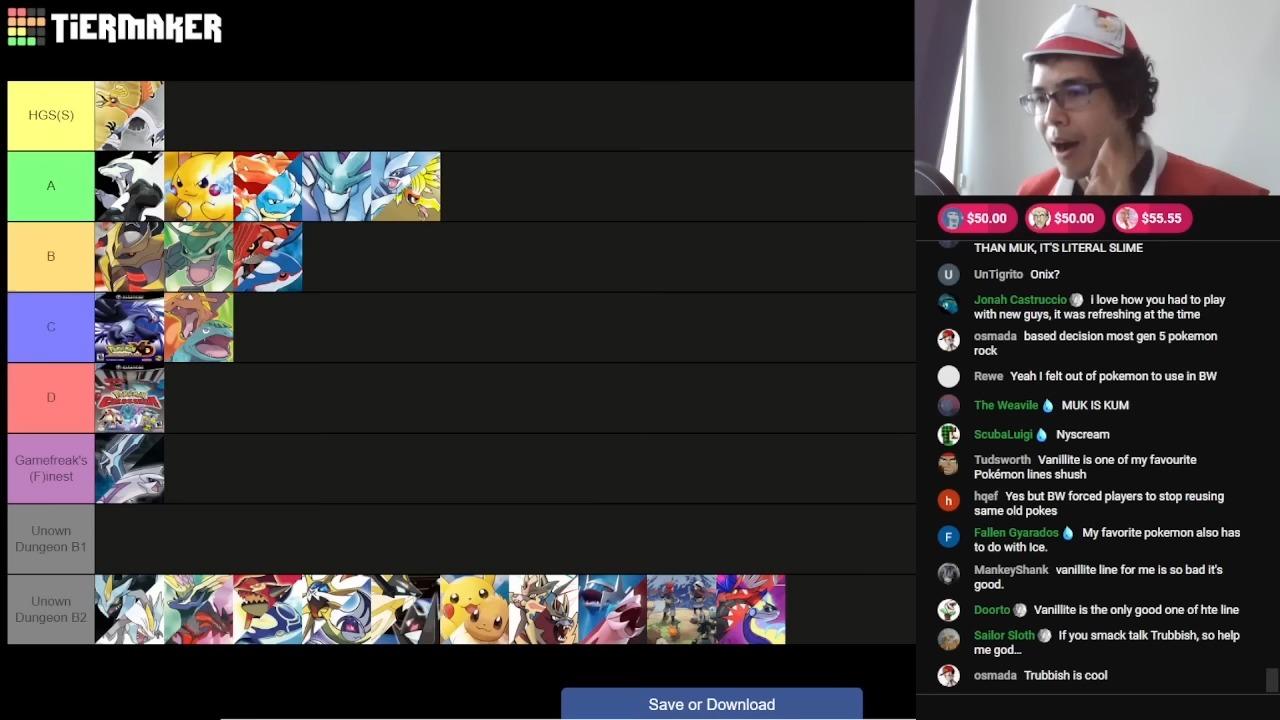 TiERMAKER
HGS(S)
A
B
C
D
Gamefreak's
(F)inest
Unown
Dungeon B1
Unown
Dungeon B2
Save or Download
$50.00
$50.00
$55.55
THAN MUK, IT'S LITERAL SLIME
U
UnTigrito Onix?
Jonah Castruccio i love how you had to play
with new guys, it was refreshing at the time
osmada based decision most gen 5 pokemon
rock
Rewe Yeah I felt out of pokemon to use in BW
The Weavile MUK IS KUM
ScubaLuigi Nyscream
Tudsworth Vanillite is one of my favourite
Pokémon lines shush
h
hqef Yes but BW forced players to stop reusing
same old pokes
F
Fallen Gyarados My favorite pokemon also has
to do with Ice.
MankeyShank vanillite line for me is so bad it's
good.
Doorto Vanillite is the only good one of hte line
Sailor Sloth If you smack talk Trubbish, so help
me god...
osmada Trubbish is cool